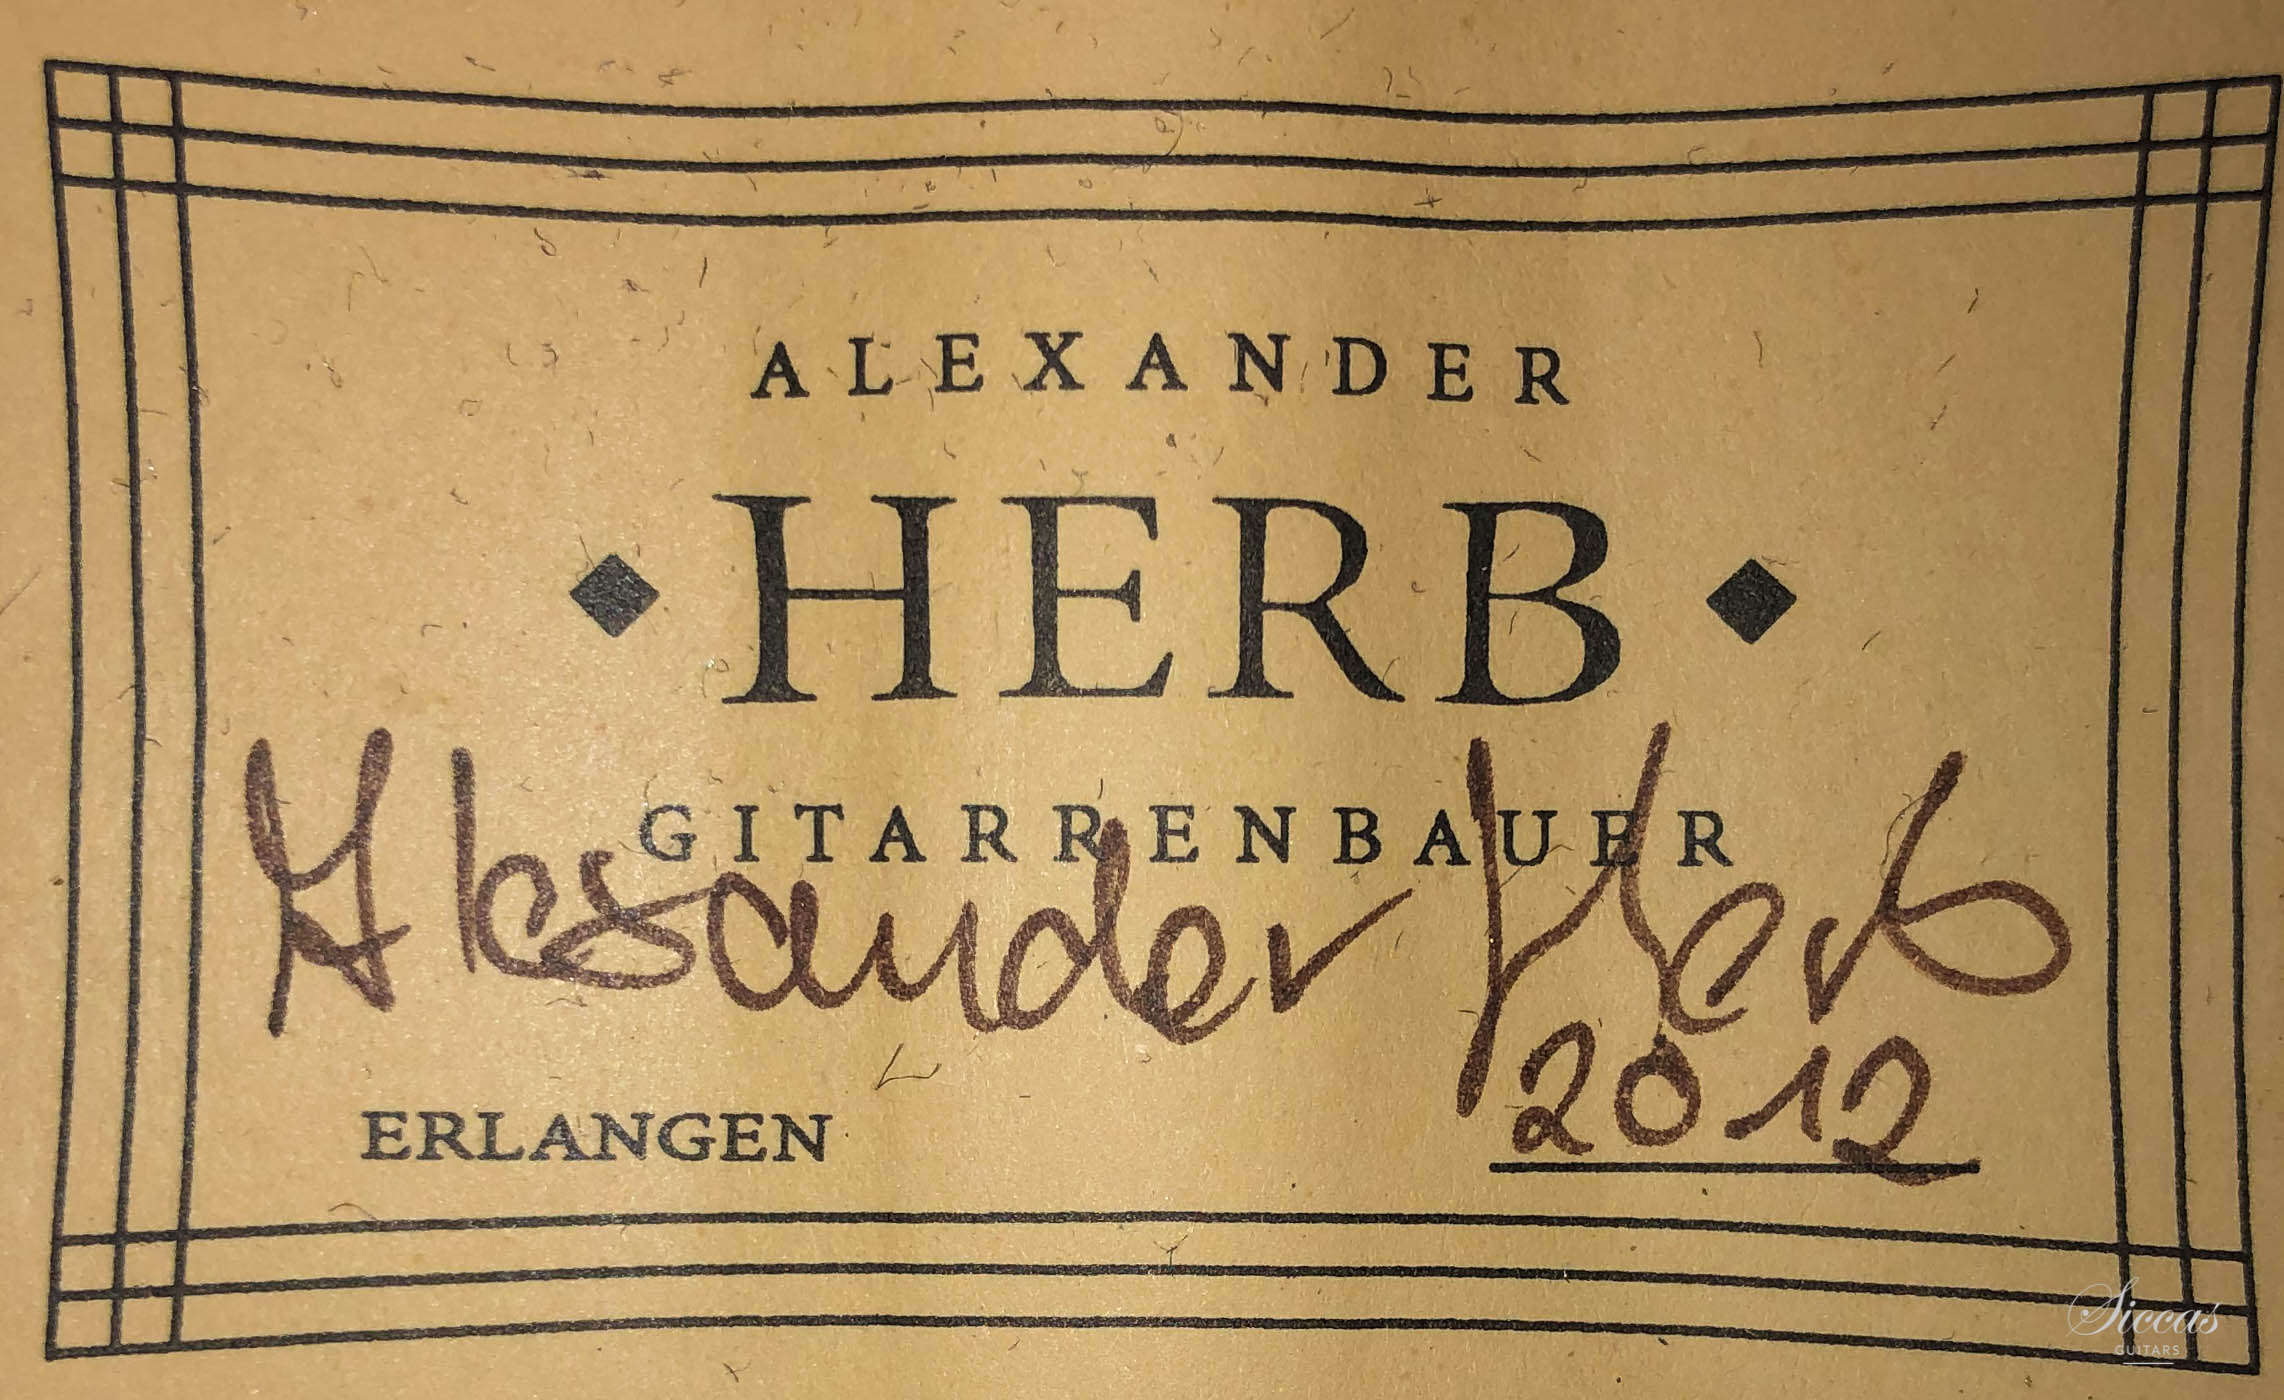 ALEXANDER
◆ HERB ◆
GITARRENBAUER
Alexander Herb
ERLANGEN 2012
Siccas
GUITARS